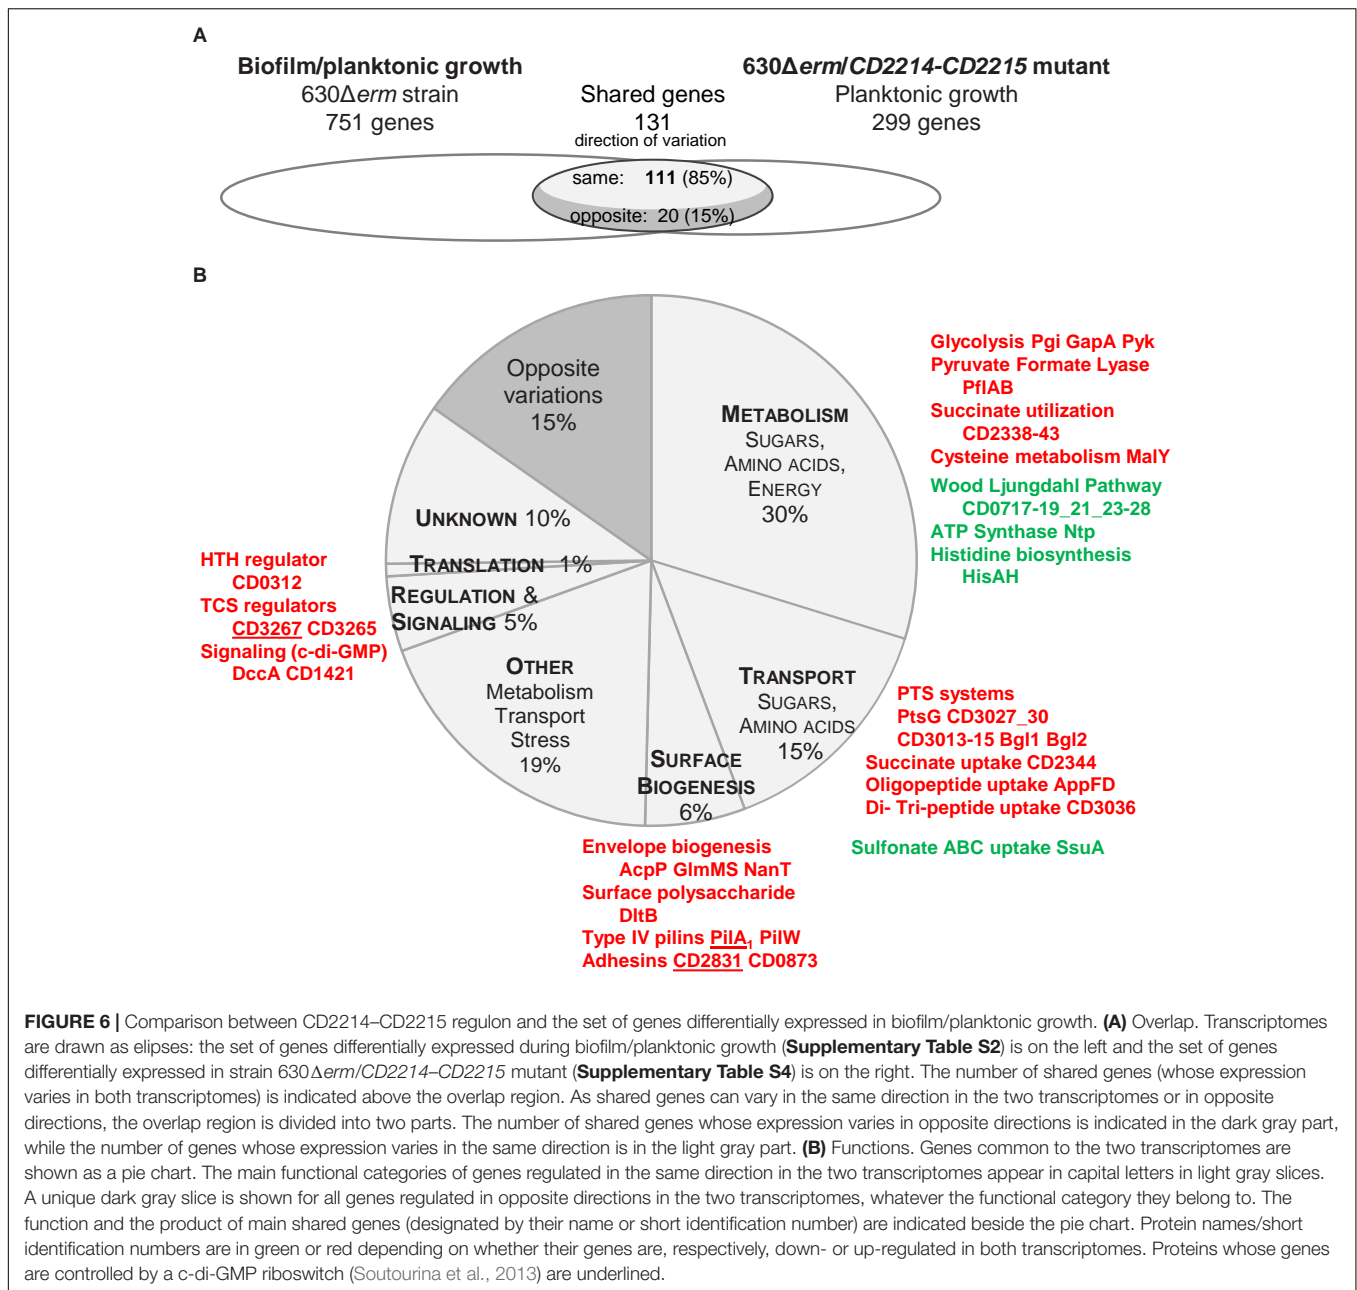 A
Biofilm/planktonic growth
630Δerm strain
751 genes
Shared genes
131
direction of variation
630Δerm/CD2214-CD2215 mutant
Planktonic growth
299 genes
same: 111 (85%)
opposite: 20 (15%)
B
Opposite
variations
15%
METABOLISM
SUGARS,
AMINO ACIDS,
ENERGY
30%
Glycolysis Pgi GapA Pyk
Pyruvate Formate Lyase
PflAB
Succinate utilization
CD2338-43
Cysteine metabolism MalY
Wood Ljungdahl Pathway
CD0717-19_21_23-28
ATP Synthase Ntp
Histidine biosynthesis
HisAH
UNKNOWN 10%
TRANSLATION 1%
REGULATION &
SIGNALING 5%
HTH regulator
CD0312
TCS regulators
CD3267 CD3265
Signaling (c-di-GMP)
DccA CD1421
OTHER
Metabolism
Transport
Stress
19%
SURFACE
BIOGENESIS
6%
TRANSPORT
SUGARS,
AMINO ACIDS
15%
PTS systems
PtsG CD3027_30
CD3013-15 Bgl1 Bgl2
Succinate uptake CD2344
Oligopeptide uptake AppFD
Di- Tri-peptide uptake CD3036
Sulfonate ABC uptake SsuA
Envelope biogenesis
AcpP GlmMS NanT
Surface polysaccharide
DltB
Type IV pilins PilA1 PilW
Adhesins CD2831 CD0873
FIGURE 6 | Comparison between CD2214–CD2215 regulon and the set of genes differentially expressed in biofilm/planktonic growth. (A) Overlap. Transcriptomes
are drawn as elipses: the set of genes differentially expressed during biofilm/planktonic growth (Supplementary Table S2) is on the left and the set of genes
differentially expressed in strain 630Δerm/CD2214–CD2215 mutant (Supplementary Table S4) is on the right. The number of shared genes (whose expression
varies in both transcriptomes) is indicated above the overlap region. As shared genes can vary in the same direction in the two transcriptomes or in opposite
directions, the overlap region is divided into two parts. The number of shared genes whose expression varies in opposite directions is indicated in the dark gray part,
while the number of genes whose expression varies in the same direction is in the light gray part. (B) Functions. Genes common to the two transcriptomes are
shown as a pie chart. The main functional categories of genes regulated in the same direction in the two transcriptomes appear in capital letters in light gray slices.
A unique dark gray slice is shown for all genes regulated in opposite directions in the two transcriptomes, whatever the functional category they belong to. The
function and the product of main shared genes (designated by their name or short identification number) are indicated beside the pie chart. Protein names/short
identification numbers are in green or red depending on whether their genes are, respectively, down- or up-regulated in both transcriptomes. Proteins whose genes
are controlled by a c-di-GMP riboswitch (Soutourina et al., 2013) are underlined.